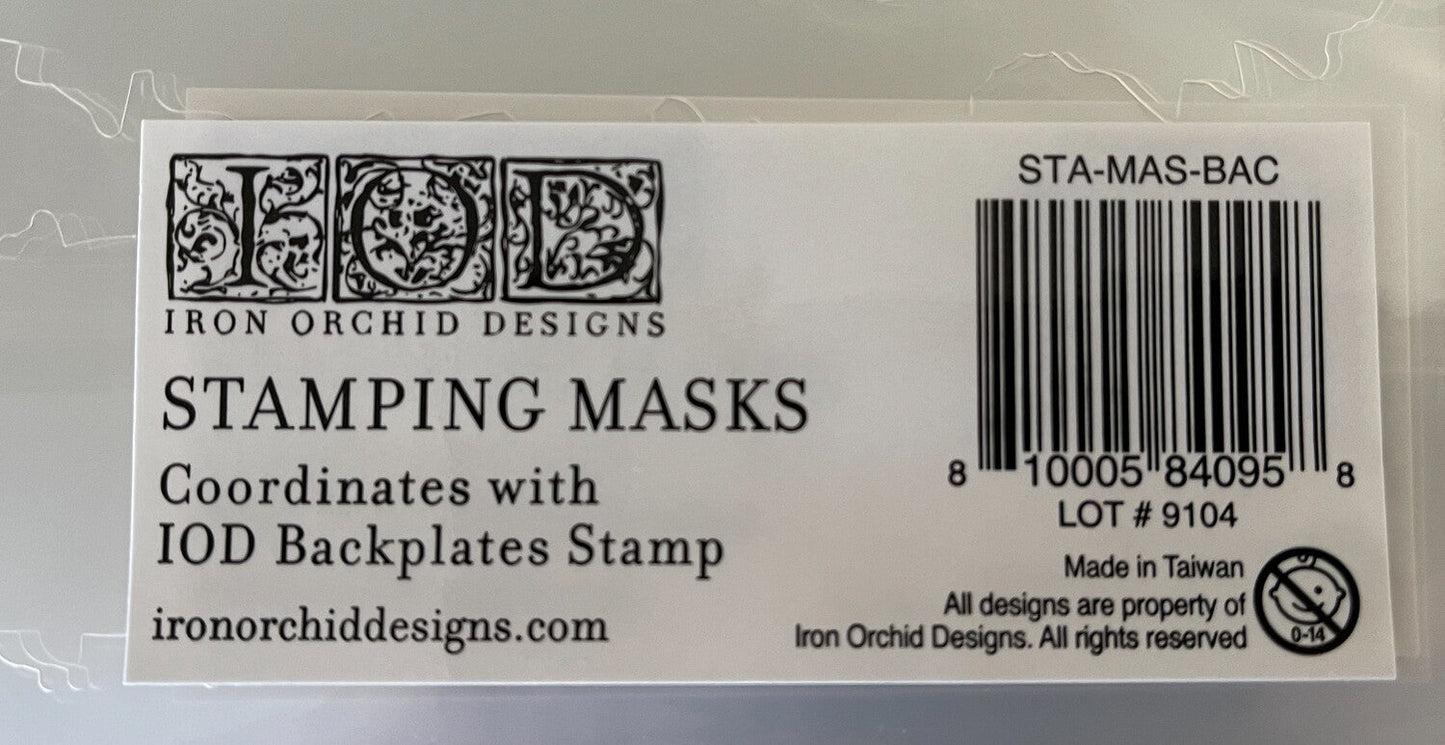 IOD
IRON ORCHID DESIGNS
STAMPING MASKS
Coordinates with
IOD Backplates Stamp
ironorchiddesigns.com
STA-MAS-BAC
8 10005 84095 8
LOT # 9104
Made in Taiwan
All designs are property of
Iron Orchid Designs. All rights reserved
0-14